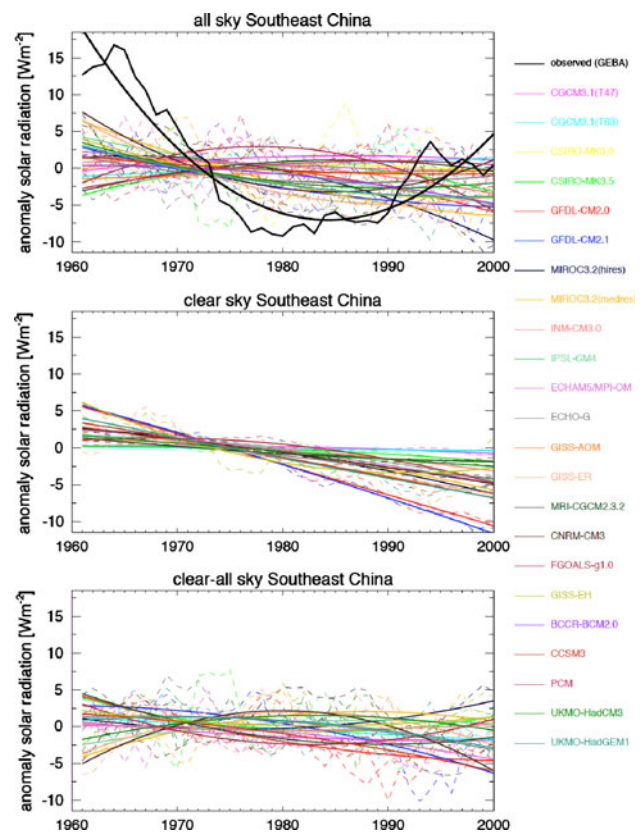 all sky Southeast China
anomaly solar radiation [Wm⁻²]
15
10
5
0
-5
-10
1960
1970
1980
1990
2000
clear sky Southeast China
anomaly solar radiation [Wm⁻²]
15
10
5
0
-5
-10
1960
1970
1980
1990
2000
clear-all sky Southeast China
anomaly solar radiation [Wm⁻²]
15
10
5
0
-5
-10
1960
1970
1980
1990
2000
observed (GEBA)
CGCM3.1(T47)
CGCM3.1(T63)
CSIRO-MK3.0
CSIRO-MK3.5
GFDL-CM2.0
GFDL-CM2.1
MIROC3.2(hires)
MIROC3.2(medres)
INM-CM3.0
IPSL-CM4
ECHAM5/MPI-OM
ECHO-G
GISS-AOM
GISS-ER
MRI-CGCM2.3.2
CNRM-CM3
FGOALS-g1.0
GISS-EH
BCCR-BCM2.0
CCSM3
PCM
UKMO-HadCM3
UKMO-HadGEM1